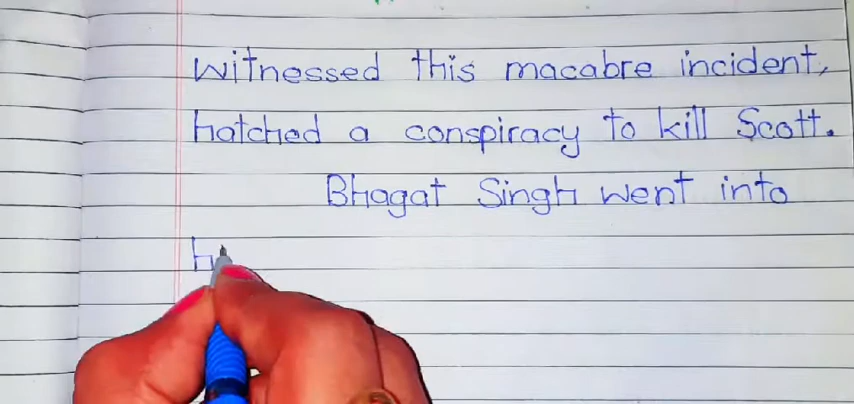 Witnessed this macabre incident,
hatched a conspiracy to kill Scott.
Bhagat Singh went into
h